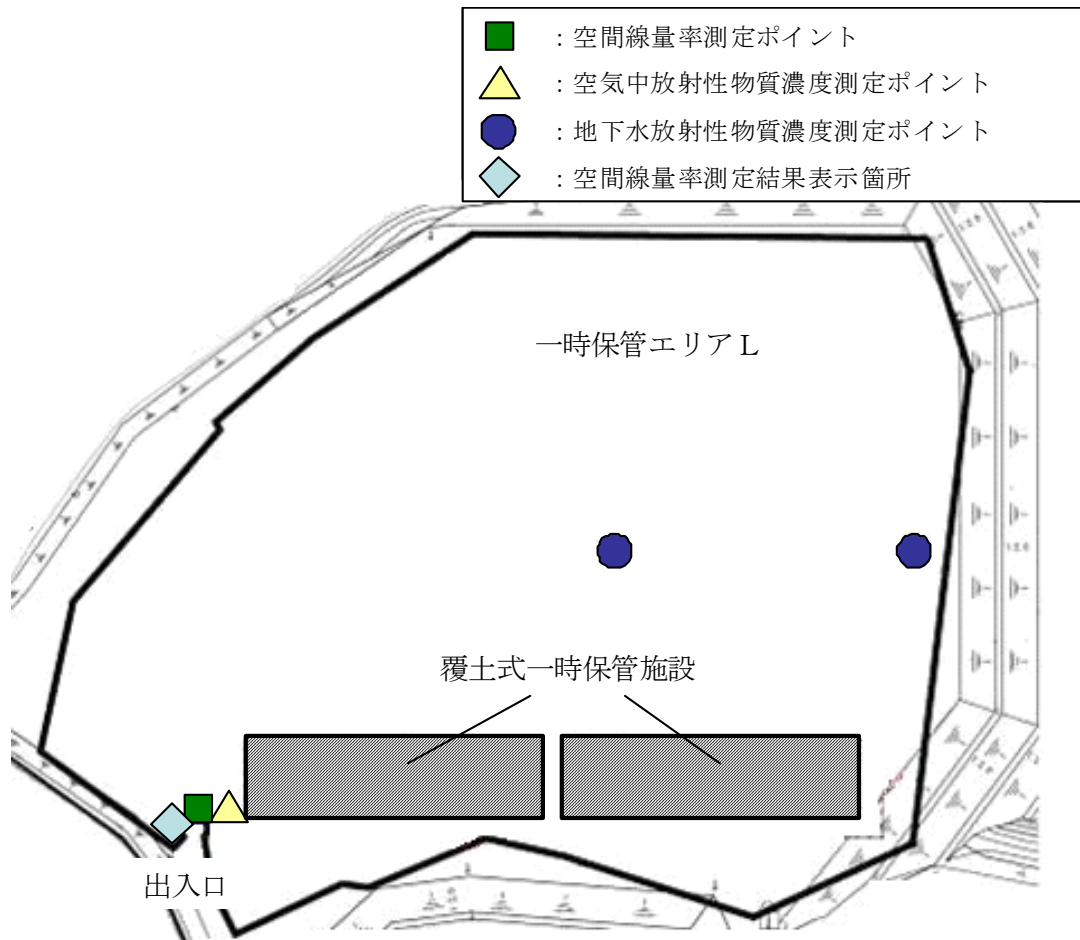 ：空間線量率測定ポイント
：空気中放射性物質濃度測定ポイント
：地下水放射性物質濃度測定ポイント
：空間線量率測定結果表示箇所
一時保管エリアＬ
覆土式一時保管施設
出入口